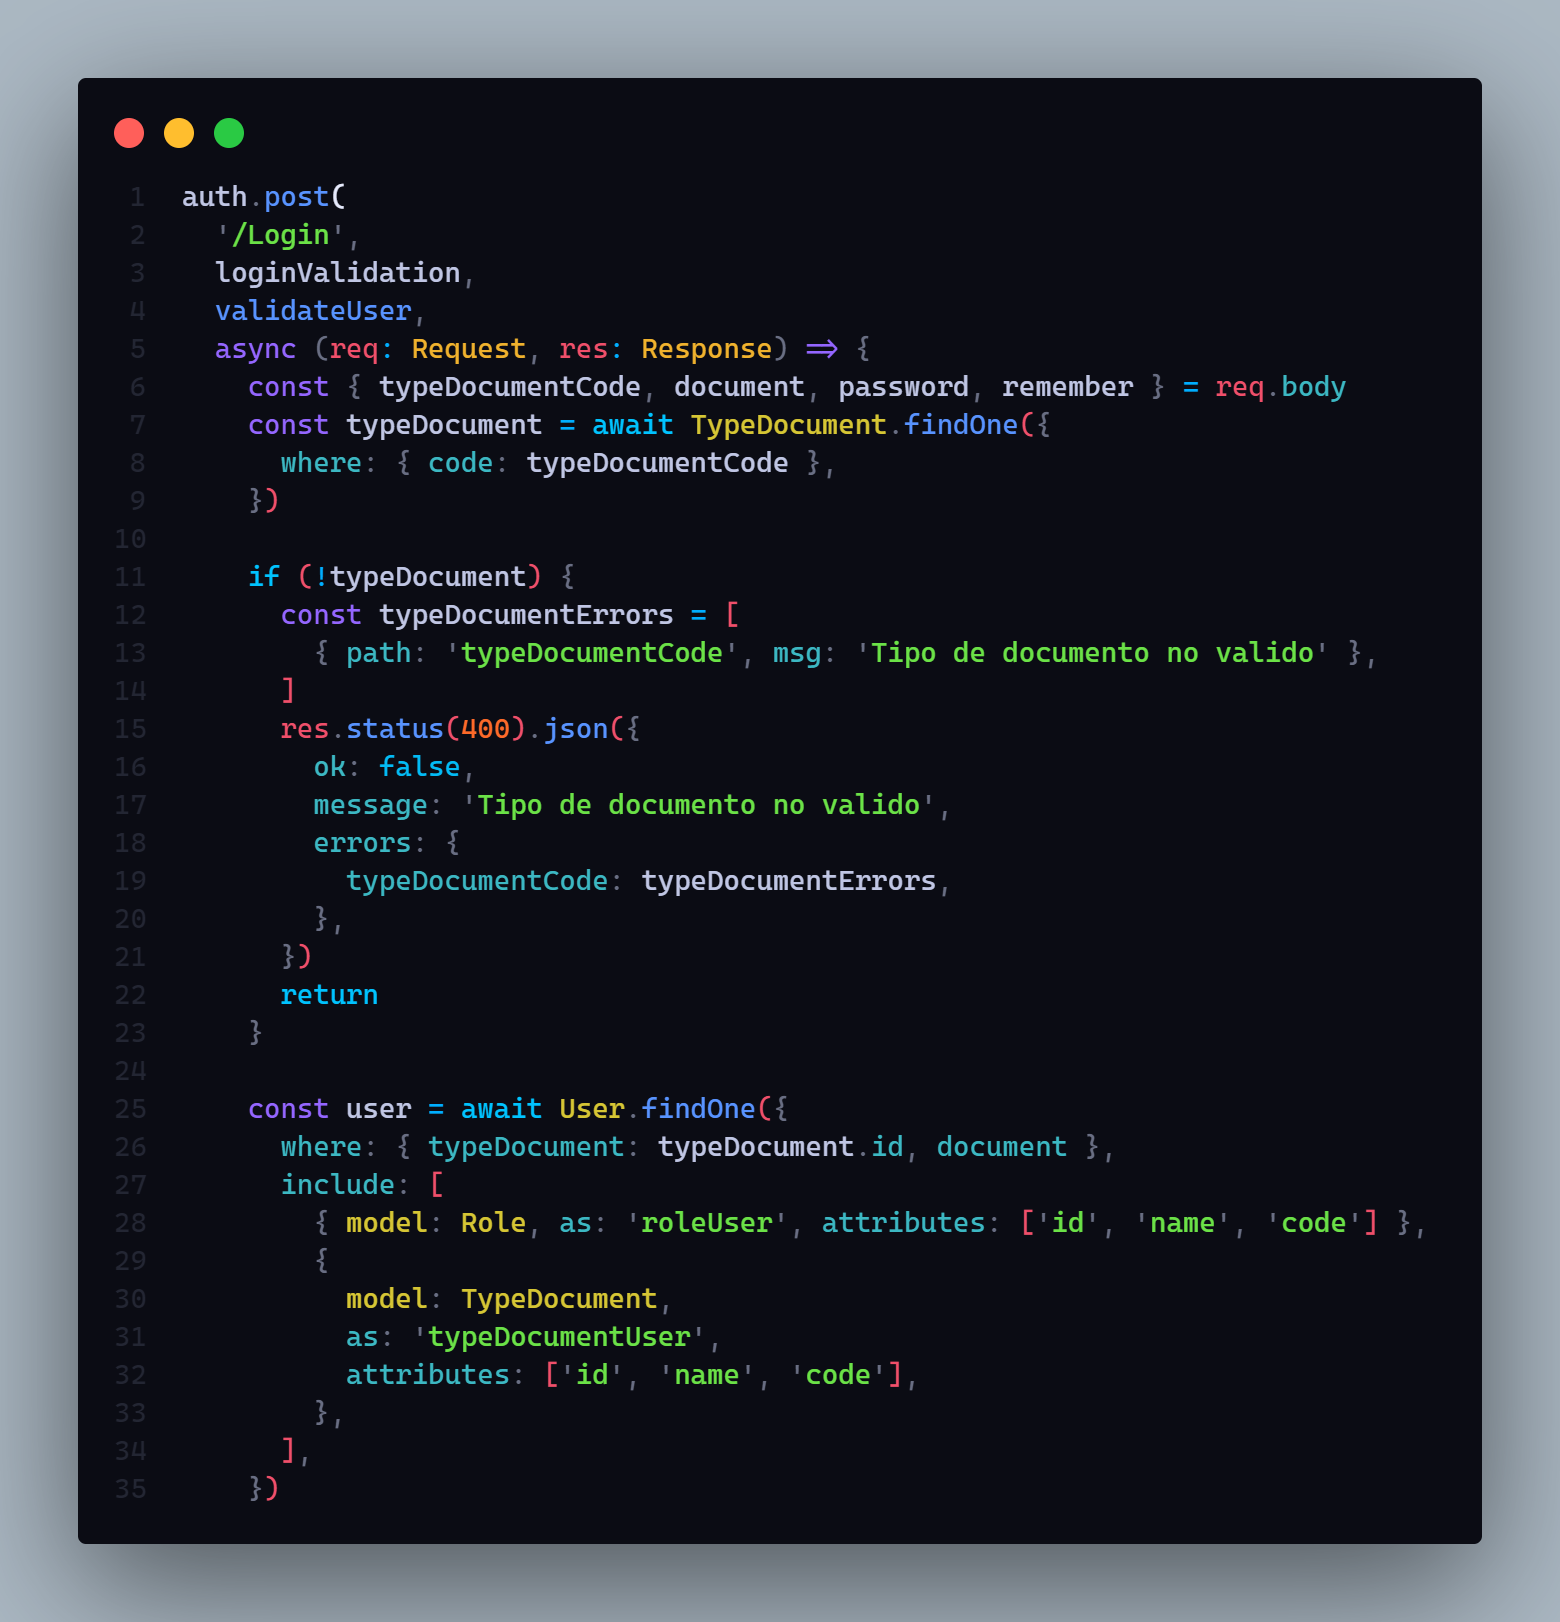 1 auth.post(
2 '/Login',
3 loginValidation,
4 validateUser,
5 async (req: Request, res: Response) => {
6 const { typeDocumentCode, document, password, remember } = req.body
7 const typeDocument = await TypeDocument.findOne({
8 where: { code: typeDocumentCode },
9 })
10
11 if (!typeDocument) {
12 const typeDocumentErrors = [
13 { path: 'typeDocumentCode', msg: 'Tipo de documento no valido' },
14 ]
15 res.status(400).json({
16 ok: false,
17 message: 'Tipo de documento no valido',
18 errors: {
19 typeDocumentCode: typeDocumentErrors,
20 },
21 })
22 return
23 }
24
25 const user = await User.findOne({
26 where: { typeDocument: typeDocument.id, document },
27 include: [
28 { model: Role, as: 'roleUser', attributes: ['id', 'name', 'code'] },
29 {
30 model: TypeDocument,
31 as: 'typeDocumentUser',
32 attributes: ['id', 'name', 'code'],
33 },
34 ],
35 })